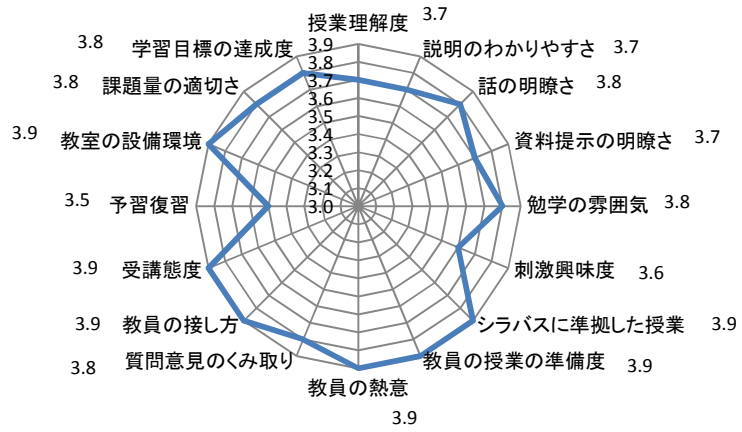 授業理解度 3.7
説明のわかりやすさ 3.7
話の明瞭さ 3.8
資料提示の明瞭さ 3.7
勉学の雰囲気 3.8
刺激興味度 3.6
シラバスに準拠した授業 3.9
教員の授業の準備度 3.9
教員の熱意 3.9
質問意見のくみ取り 3.8
教員の接し方 3.9
受講態度 3.9
予習復習 3.5
教室の設備環境 3.9
課題量の適切さ 3.8
学習目標の達成度 3.8
3.9
3.8
3.7
3.6
3.5
3.4
3.3
3.2
3.1
3.0